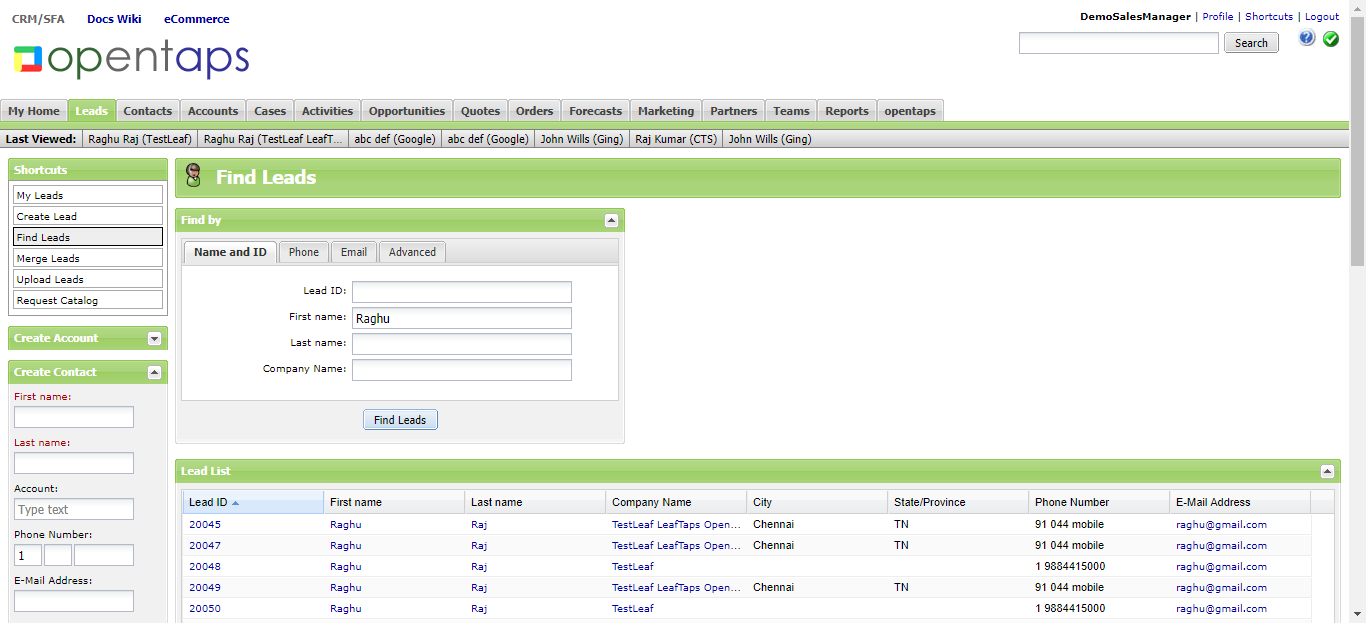 CRM/SFA Docs Wiki eCommerce
DemoSalesManager | Profile | Shortcuts | Logout
opentaps
Search
My Home Leads Contacts Accounts Cases Activities Opportunities Quotes Orders Forecasts Marketing Partners Teams Reports opentaps
Last Viewed: Raghu Raj (TestLeaf) Raghu Raj (TestLeaf LeafT... abc def (Google) abc def (Google) John Wills (Ging) Raj Kumar (CTS) John Wills (Ging)
Shortcuts
My Leads
Create Lead
Find Leads
Merge Leads
Upload Leads
Request Catalog
Create Account
Create Contact
First name:
Last name:
Account:
Type text
Phone Number:
1
E-Mail Address:
Find Leads
Find by
Name and ID Phone Email Advanced
Lead ID:
First name: Raghu
Last name:
Company Name:
Find Leads
Lead List
Lead ID First name Last name Company Name City State/Province Phone Number E-Mail Address
20045 Raghu Raj TestLeaf LeafTaps Open... Chennai TN 91 044 mobile raghu@gmail.com
20047 Raghu Raj TestLeaf LeafTaps Open... Chennai TN 91 044 mobile raghu@gmail.com
20048 Raghu Raj TestLeaf 1 9884415000 raghu@gmail.com
20049 Raghu Raj TestLeaf LeafTaps Open... Chennai TN 91 044 mobile raghu@gmail.com
20050 Raghu Raj TestLeaf 1 9884415000 raghu@gmail.com